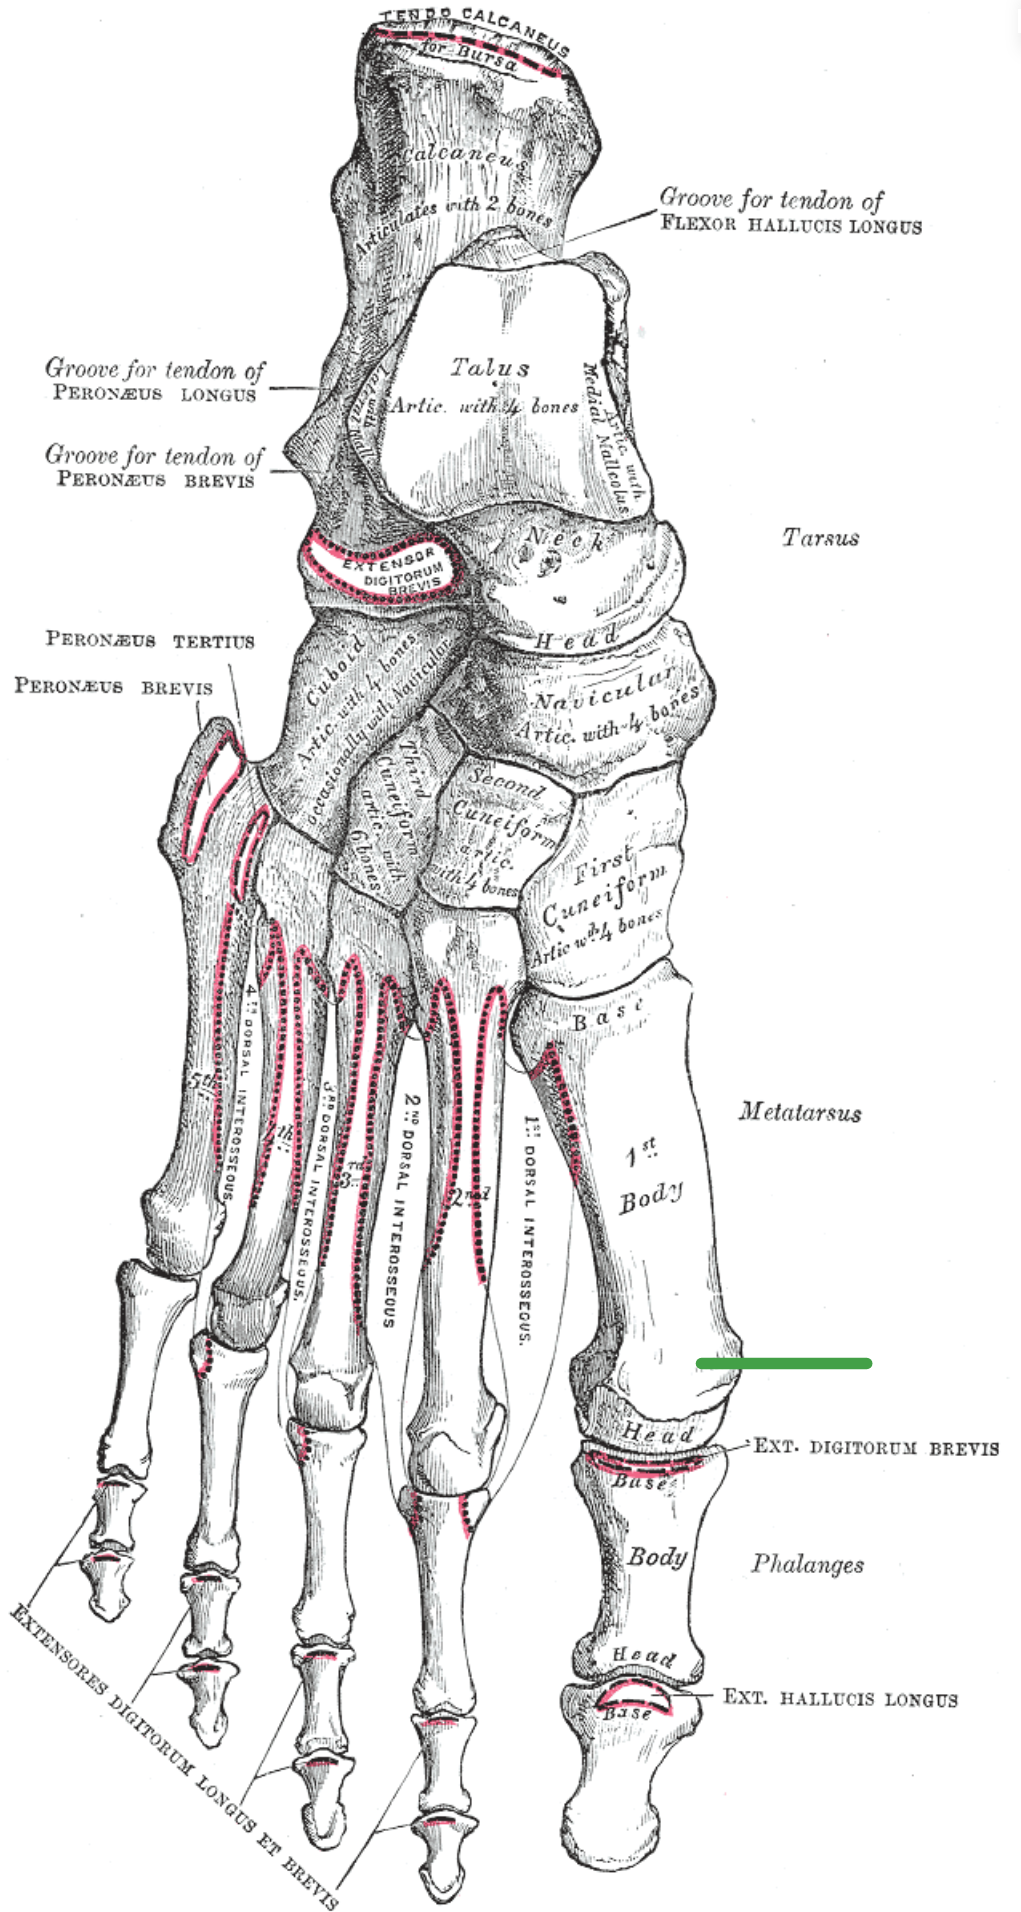 TENDO CALCANEUS
for Bursa
Calcaneus
Articulates with 2 bones
Groove for tendon of
FLEXOR HALLUCIS LONGUS
Groove for tendon of
PERONÆUS LONGUS
Talus
Artic. with 4 bones
Artic. with
Medial Malleolus
Groove for tendon of
PERONÆUS BREVIS
Neck
Tarsus
EXTENSOR
DIGITORUM
BREVIS
Head
PERONÆUS TERTIUS
PERONÆUS BREVIS
Cuboid
Artic. with 4 bones
occasionally with Navicular
Navicular
Artic. with 4 bones
Third
Cuneiform
artic. with
6 bones
Second
Cuneiform
artic.
with 4 bones
First
Cuneiform
Artic wth 4 bones
Base
5th
4th
3rd
2nd
1st
Body
Metatarsus
4TH DORSAL INTEROSSEOUS
3RD DORSAL INTEROSSEOUS.
2ND DORSAL INTEROSSEOUS
1ST DORSAL INTEROSSEOUS.
Head
EXT. DIGITORUM BREVIS
Base
Body
Phalanges
Head
EXT. HALLUCIS LONGUS
Base
EXTENSORES DIGITORUM LONGUS ET BREVIS